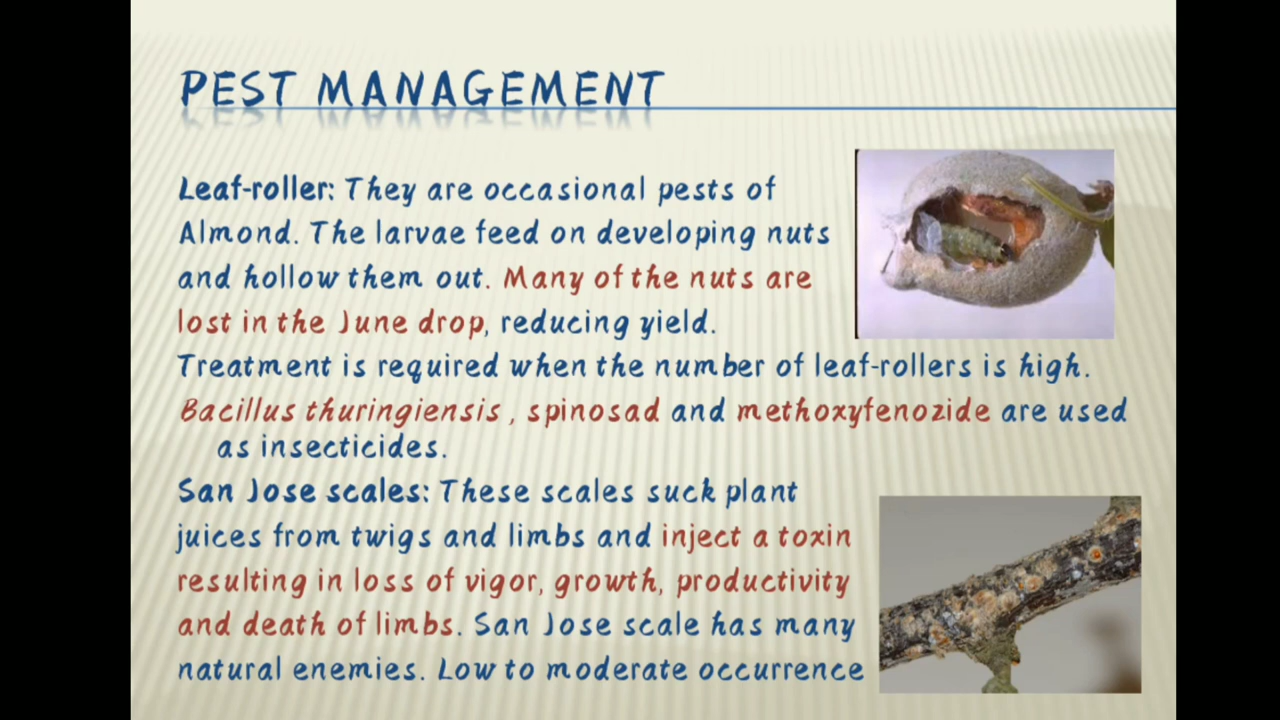 PEST MANAGEMENT
Leaf-roller: They are occasional pests of
Almond. The larvae feed on developing nuts
and hollow them out. Many of the nuts are
lost in the June drop, reducing yield.
Treatment is required when the number of leaf-rollers is high.
Bacillus thuringiensis , spinosad and methoxyfenozide are used
as insecticides.
San Jose scales: These scales suck plant
juices from twigs and limbs and inject a toxin
resulting in loss of vigor, growth, productivity
and death of limbs. San Jose scale has many
natural enemies. Low to moderate occurrence